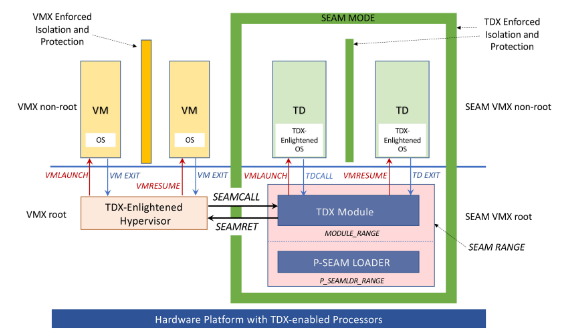 VMX Enforced
Isolation and
Protection
SEAM MODE
TDX Enforced
Isolation and
Protection
VMX non-root
VM
OS
VM
OS
TD
TDX-
Enlightened
OS
TD
TDX-
Enlightened
OS
SEAM VMX non-root
VMLAUNCH
VM EXIT
VMRESUME
VM EXIT
VMLAUNCH
TDCALL
VMRESUME
TD EXIT
VMX root
TDX-Enlightened
Hypervisor
SEAMCALL
SEAMRET
TDX Module
MODULE_RANGE
SEAM VMX root
SEAM RANGE
P-SEAM LOADER
P_SEAMLDR_RANGE
Hardware Platform with TDX-enabled Processors